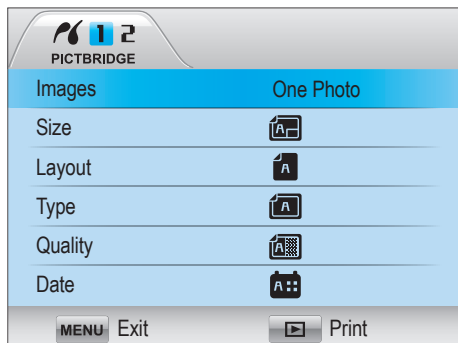 1 2
PICTBRIDGE
Images One Photo
Size A
Layout A
Type A
Quality A
Date A
MENU Exit Print